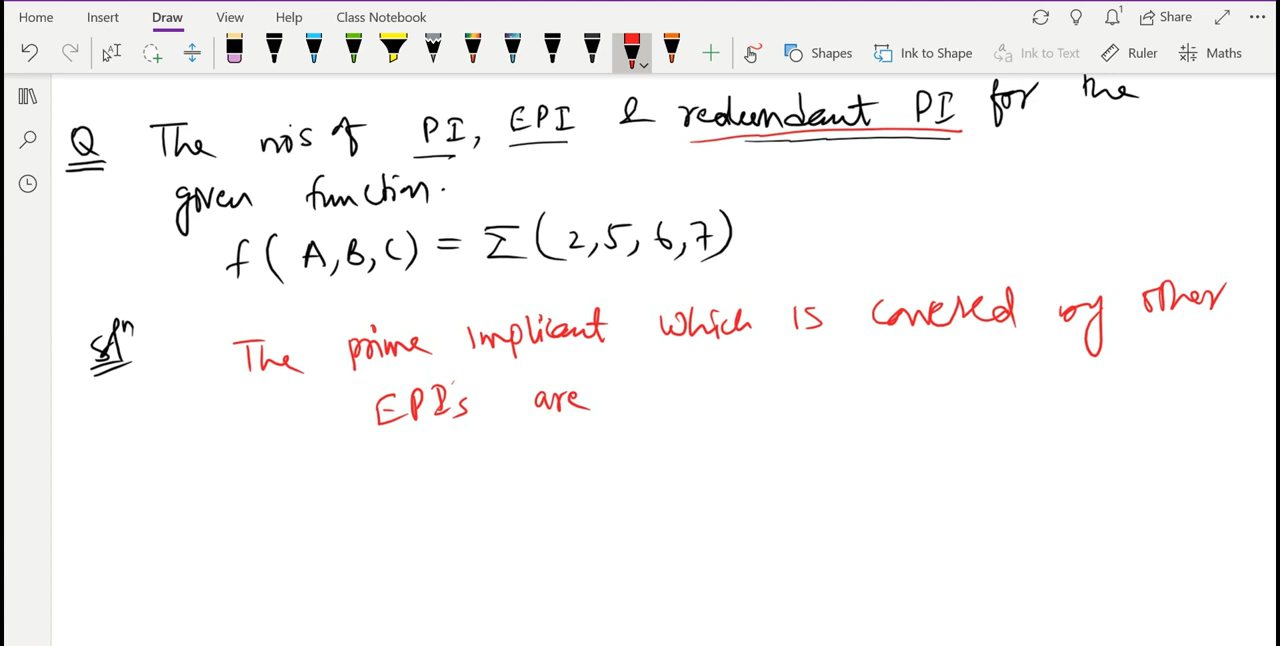 Home Insert Draw View Help Class Notebook 1 Share
Shapes Ink to Shape Ink to Text Ruler Maths
Q The no's of PI, EPI & redundant PI for the
given function.
f(A,B,C) = Σ(2,5,6,7)
Solⁿ The prime implicant which is covered by other
EPI's are